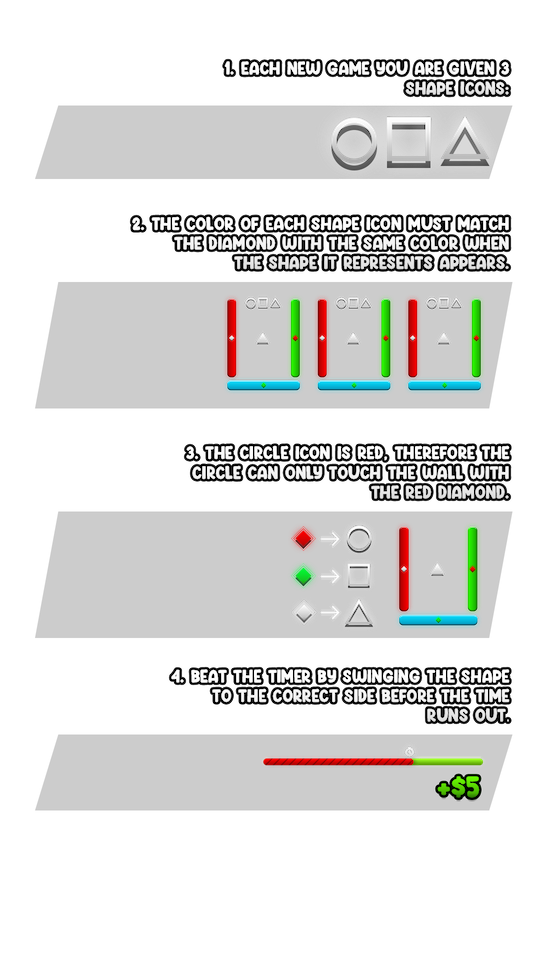 1. EACH NEW GAME YOU ARE GIVEN 3
SHAPE ICONS:
2. THE COLOR OF EACH SHAPE ICON MUST MATCH
THE DIAMOND WITH THE SAME COLOR WHEN
THE SHAPE IT REPRESENTS APPEARS.
3. THE CIRCLE ICON IS RED, THEREFORE THE
CIRCLE CAN ONLY TOUCH THE WALL WITH
THE RED DIAMOND.
4. BEAT THE TIMER BY SWINGING THE SHAPE
TO THE CORRECT SIDE BEFORE THE TIME
RUNS OUT.
+$5